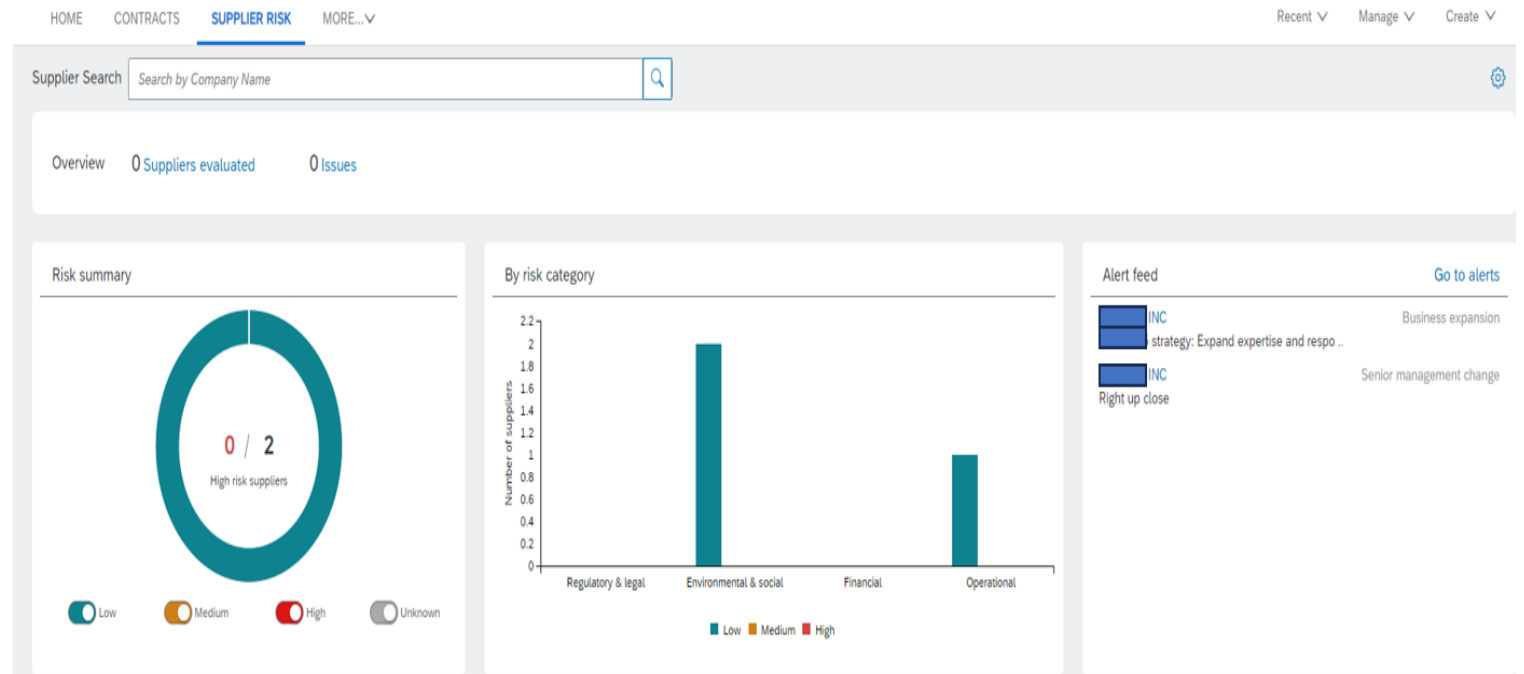 HOME CONTRACTS SUPPLIER RISK MORE... Recent Manage Create
Supplier Search Search by Company Name
Overview 0 Suppliers evaluated 0 Issues
Risk summary
0 / 2
High risk suppliers
Low Medium High Unknown
By risk category
Number of suppliers
2.2
2
1.8
1.6
1.4
1.2
1
0.8
0.6
0.4
0.2
0
Regulatory & legal Environmental & social Financial Operational
Low Medium High
Alert feed Go to alerts
INC Business expansion
strategy: Expand expertise and respo ..
INC Senior management change
Right up close